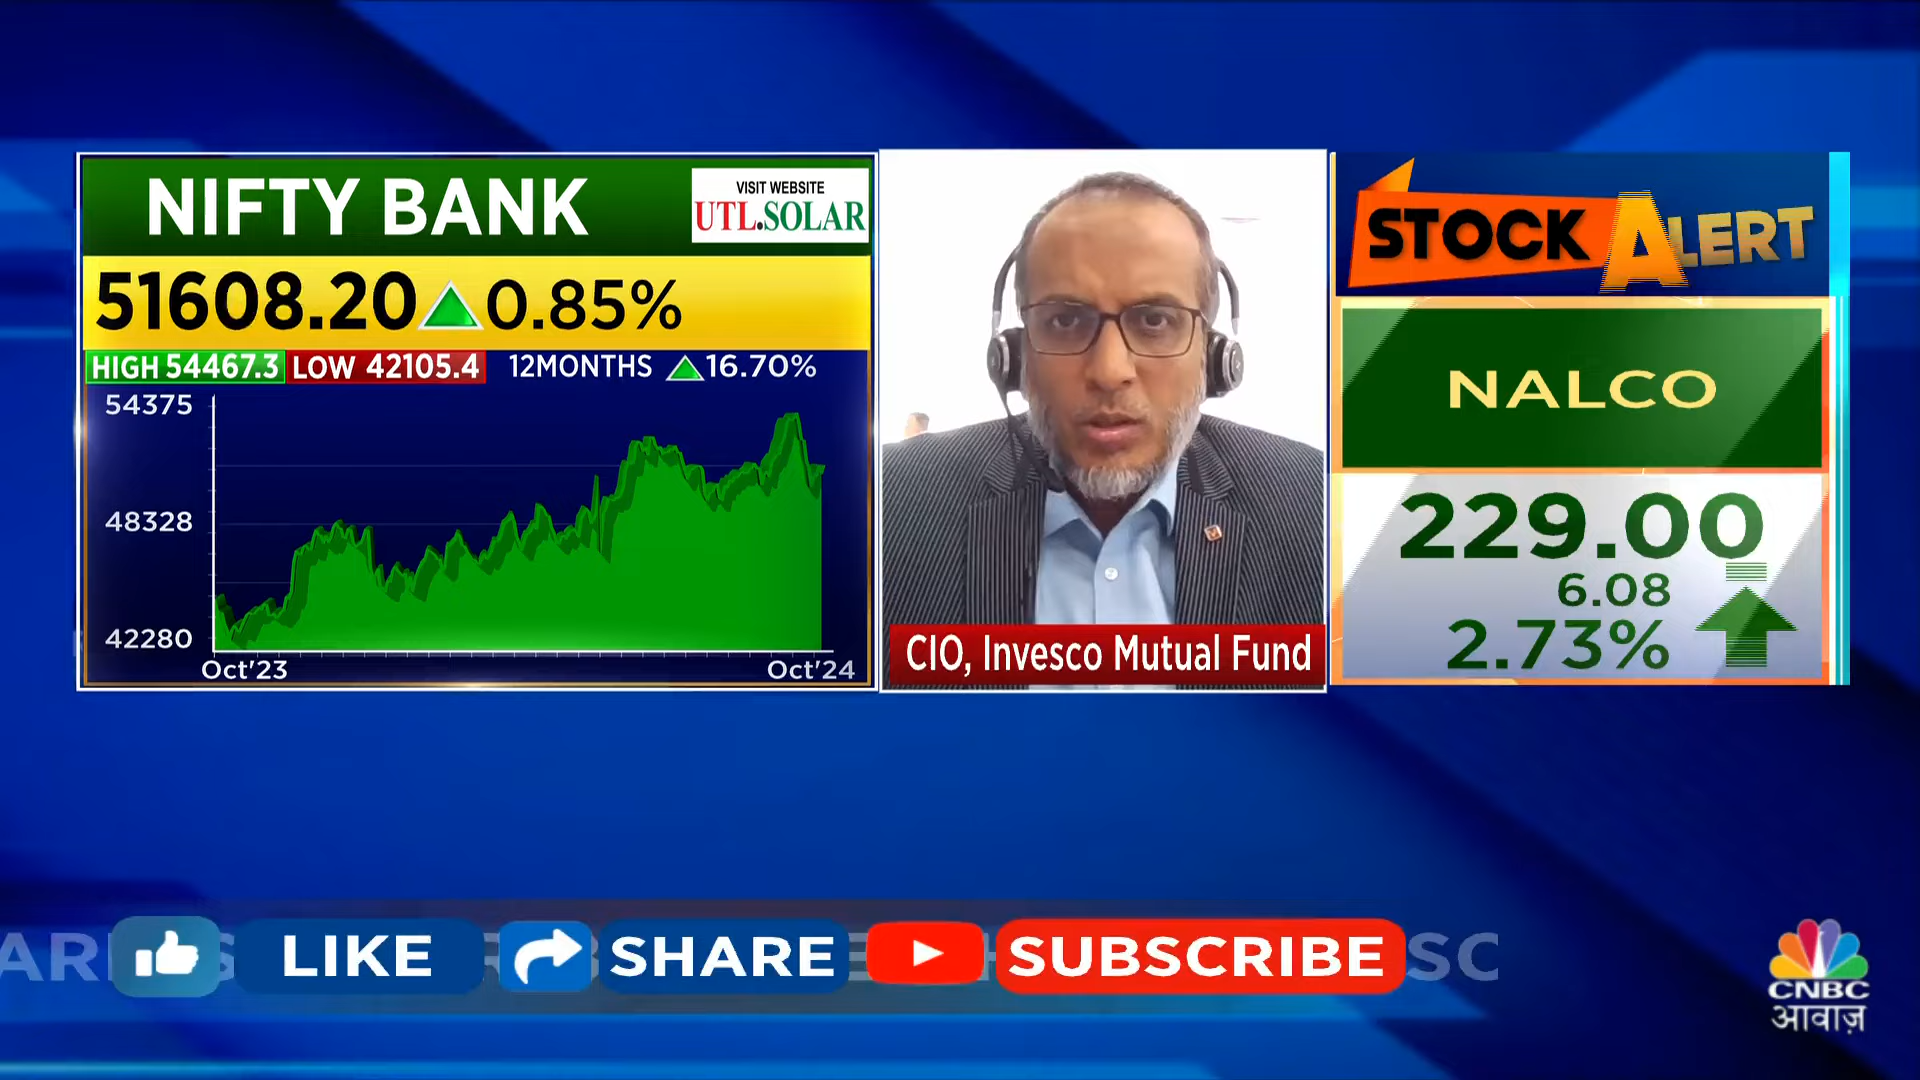 NIFTY BANK
VISIT WEBSITE
UTL.SOLAR
51608.20 0.85%
HIGH 54467.3 LOW 42105.4 12MONTHS 16.70%
54375
48328
42280
Oct'23 Oct'24
CIO, Invesco Mutual Fund
STOCK ALERT
NALCO
229.00
6.08
2.73%
LIKE SHARE SUBSCRIBE
CNBC
आवाज़